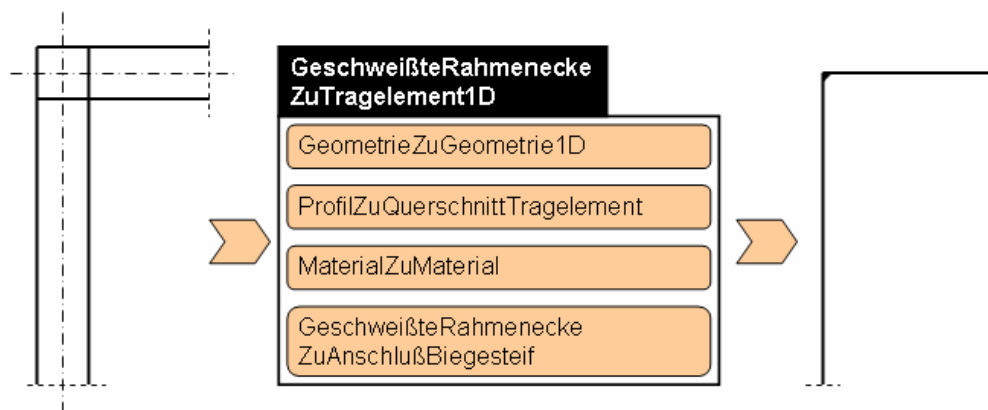 GeschweißteRahmenecke
ZuTragelement1D
GeometrieZuGeometrie1D
ProfilZuQuerschnittTragelement
MaterialZuMaterial
GeschweißteRahmenecke
ZuAnschlußBiegesteif